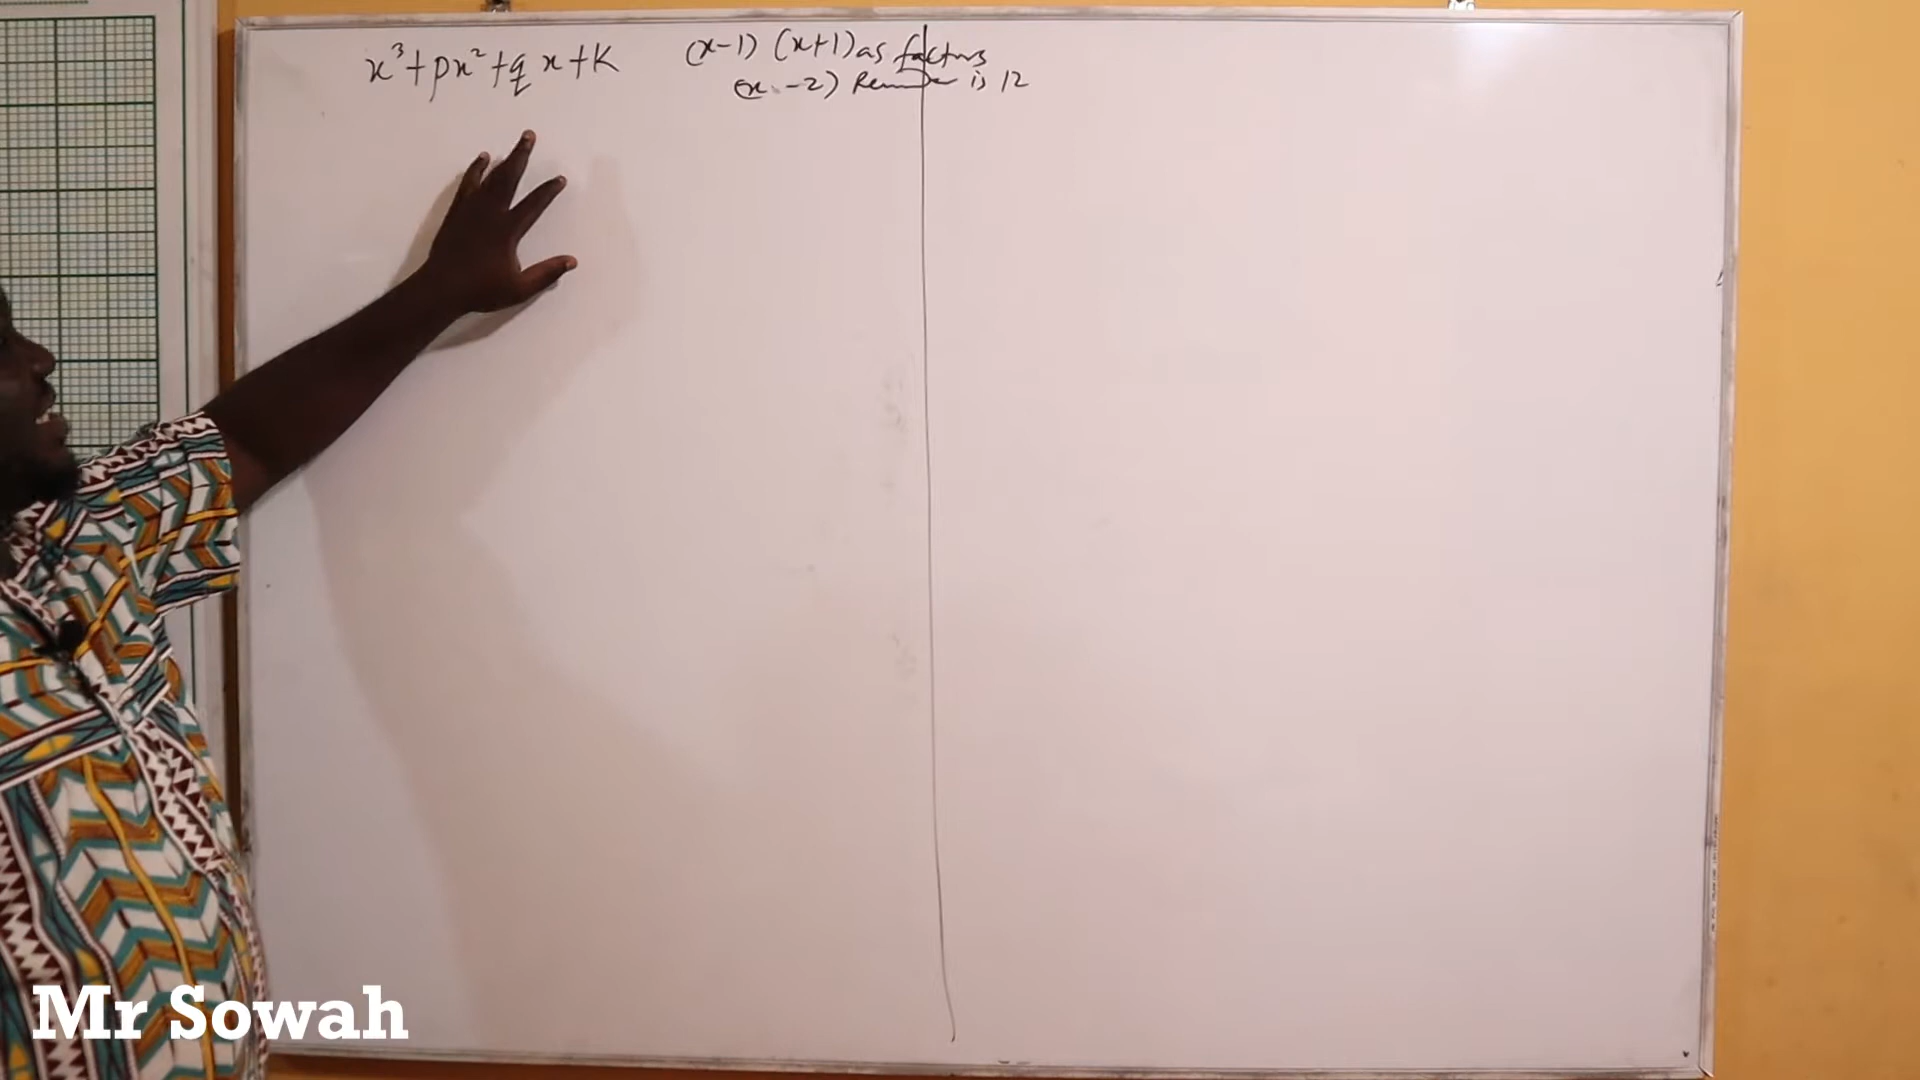 x³+px²+qx+k (x-1) (x+1) as factors
(x-2) Remainder is 12
Mr Sowah